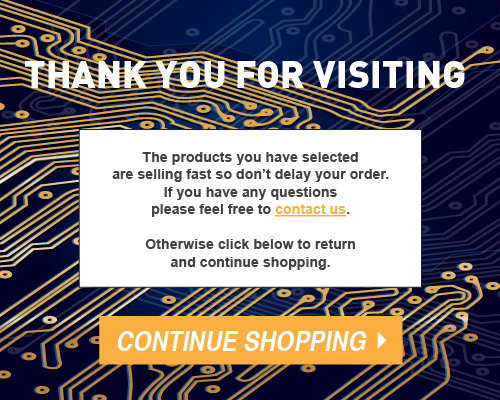 THANK YOU FOR VISITING
The products you have selected
are selling fast so don't delay your order.
If you have any questions
please feel free to contact us.
Otherwise click below to return
and continue shopping.
CONTINUE SHOPPING